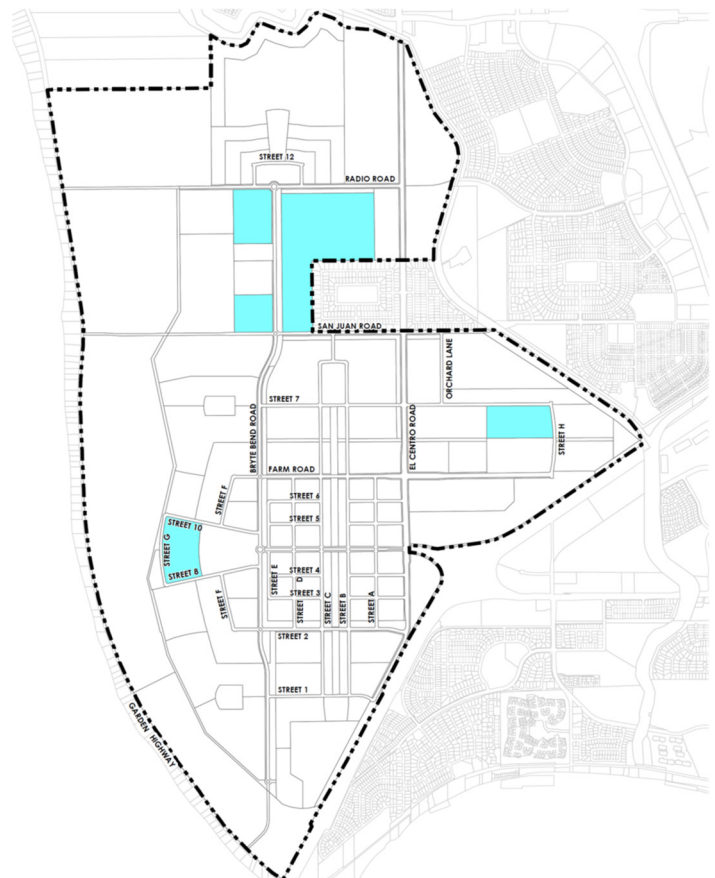 STREET 12
RADIO ROAD
SAN JUAN ROAD
ORCHARD LANE
STREET 7
BRYTE BEND ROAD
EL CENTRO ROAD
STREET H
FARM ROAD
STREET F
STREET 6
STREET 10
STREET 5
STREET G
STREET 8
STREET 4
STREET E
STREET D
STREET 3
STREET C
STREET B
STREET A
STREET F
STREET 2
STREET 1
GARDEN HIGHWAY